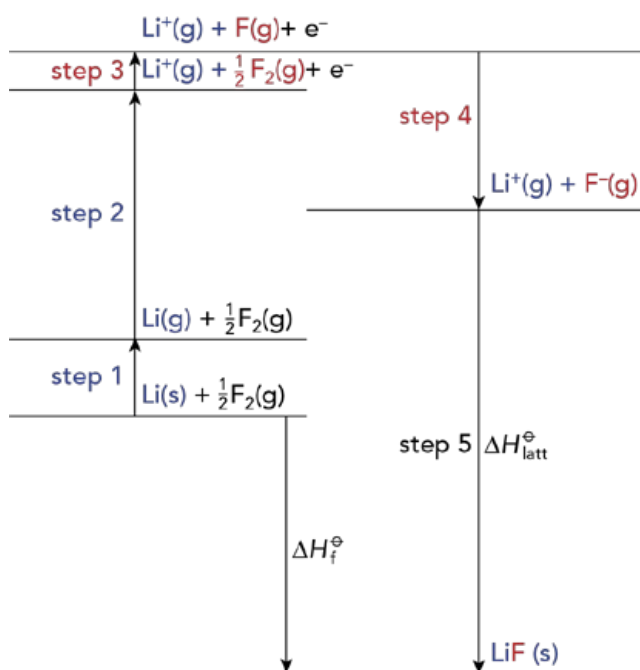 Li⁺(g) + F(g)+ e⁻
step 3
Li⁺(g) + ½F₂(g)+ e⁻
step 4
Li⁺(g) + F⁻(g)
step 2
Li(g) + ½F₂(g)
step 1
Li(s) + ½F₂(g)
step 5
ΔH⦵latt
ΔH⦵f
LiF (s)